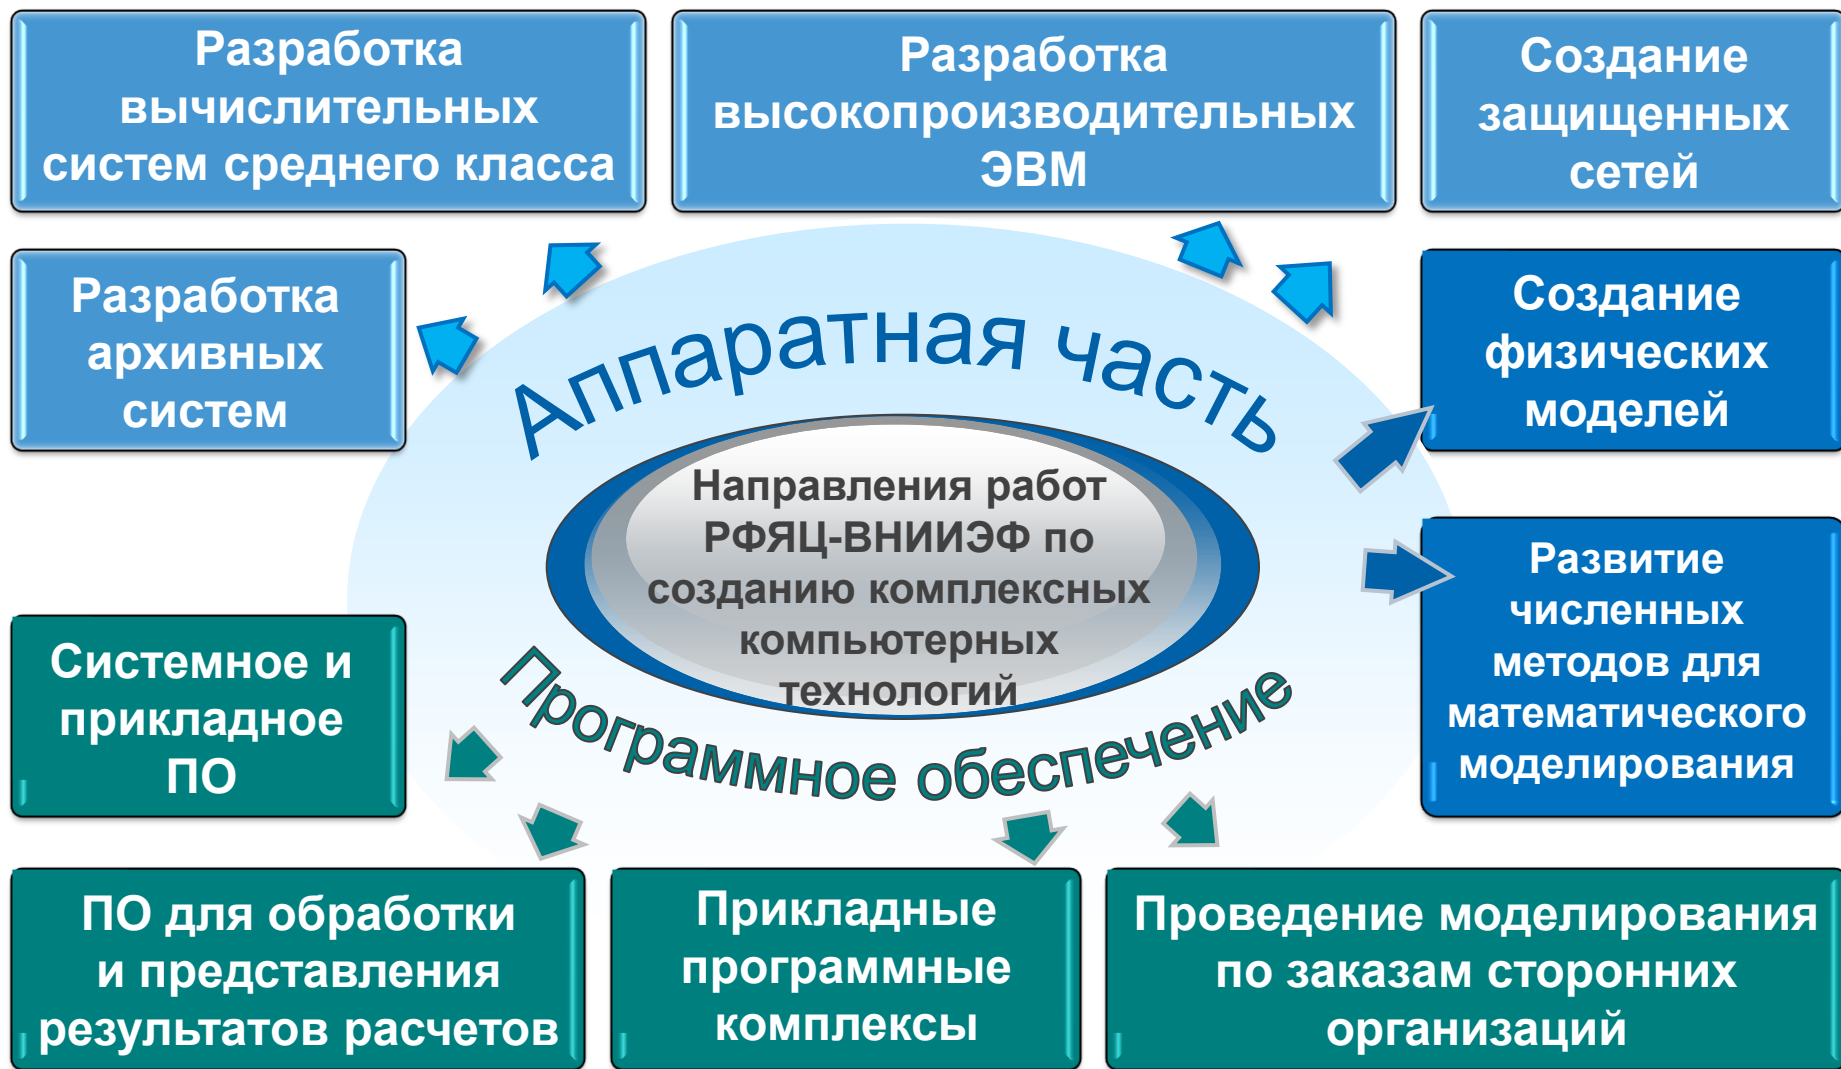 Разработка
вычислительных
систем среднего класса
Разработка
высокопроизводительных
ЭВМ
Создание
защищенных
сетей
Разработка
архивных
систем
Аппаратная часть
Создание
физических
моделей
Направления работ
РФЯЦ-ВНИИЭФ по
созданию комплексных
компьютерных
технологий
Развитие
численных
методов для
математического
моделирования
Системное и
прикладное
ПО
Программное обеспечение
ПО для обработки
и представления
результатов расчетов
Прикладные
программные
комплексы
Проведение моделирования
по заказам сторонних
организаций